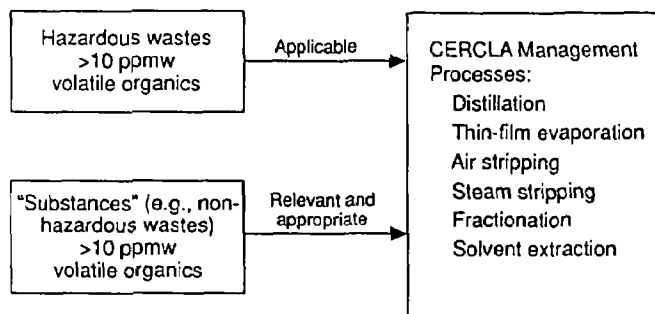 Hazardous wastes
>10 ppmw
volatile organics
Applicable
CERCLA Management
Processes:
Distillation
Thin-film evaporation
Air stripping
Steam stripping
Fractionation
Solvent extraction
"Substances" (e.g., non-
hazardous wastes)
>10 ppmw
volatile organics
Relevant and
appropriate